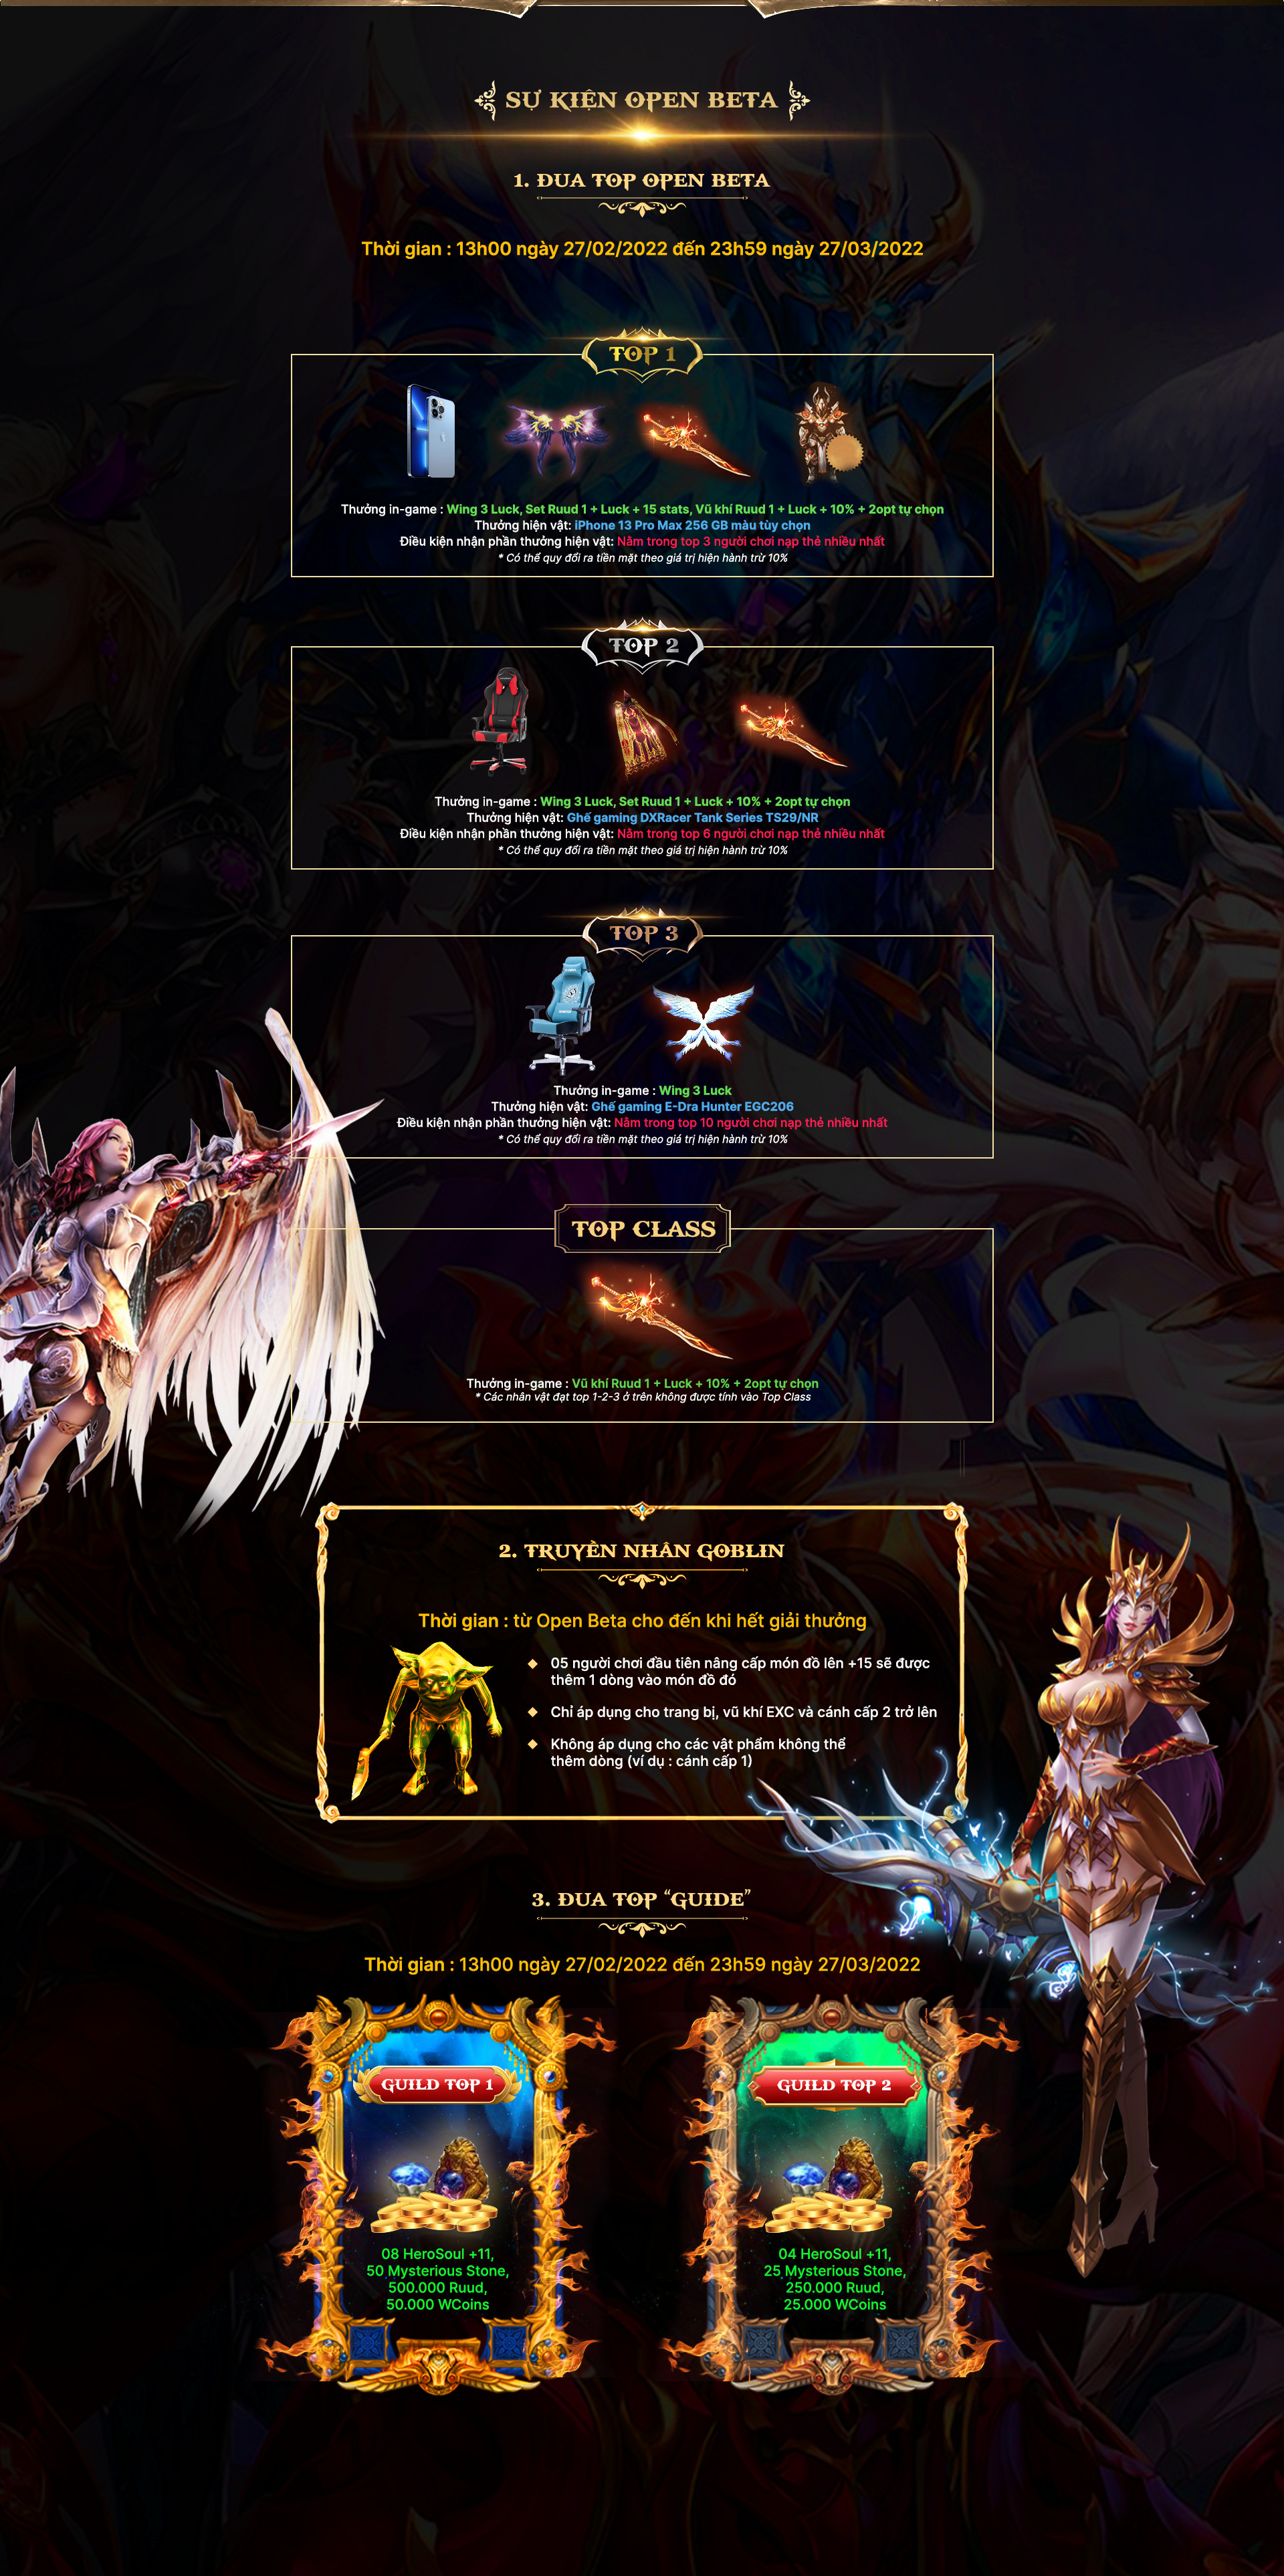 SỰ KIỆN OPEN BETA
1. ĐUA TOP OPEN BETA
Thời gian : 13h00 ngày 27/02/2022 đến 23h59 ngày 27/03/2022
TOP 1
Thưởng in-game : Wing 3 Luck, Set Ruud 1 + Luck + 15 stats, Vũ khí Ruud 1 + Luck + 10% + 2opt tự chọn
Thưởng hiện vật: iPhone 13 Pro Max 256 GB màu tùy chọn
Điều kiện nhận phần thưởng hiện vật: Nằm trong top 3 người chơi nạp thẻ nhiều nhất
* Có thể quy đổi ra tiền mặt theo giá trị hiện hành trừ 10%
TOP 2
Thưởng in-game : Wing 3 Luck, Set Ruud 1 + Luck + 10% + 2opt tự chọn
Thưởng hiện vật: Ghế gaming DXRacer Tank Series TS29/NR
Điều kiện nhận phần thưởng hiện vật: Nằm trong top 6 người chơi nạp thẻ nhiều nhất
* Có thể quy đổi ra tiền mặt theo giá trị hiện hành trừ 10%
TOP 3
Thưởng in-game : Wing 3 Luck
Thưởng hiện vật: Ghế gaming E-Dra Hunter EGC206
Điều kiện nhận phần thưởng hiện vật: Nằm trong top 10 người chơi nạp thẻ nhiều nhất
* Có thể quy đổi ra tiền mặt theo giá trị hiện hành trừ 10%
TOP CLASS
Thưởng in-game : Vũ khí Ruud 1 + Luck + 10% + 2opt tự chọn
* Các nhân vật đạt top 1-2-3 ở trên không được tính vào Top Class
2. TRUYỀN NHÂN GOBLIN
Thời gian : từ Open Beta cho đến khi hết giải thưởng
05 người chơi đầu tiên nâng cấp món đồ lên +15 sẽ được
thêm 1 dòng vào món đồ đó
Chỉ áp dụng cho trang bị, vũ khí EXC và cánh cấp 2 trở lên
Không áp dụng cho các vật phẩm không thể
thêm dòng (ví dụ : cánh cấp 1)
3. ĐUA TOP “GUIDE”
Thời gian : 13h00 ngày 27/02/2022 đến 23h59 ngày 27/03/2022
GUILD TOP 1
08 HeroSoul +11,
50 Mysterious Stone,
500.000 Ruud,
50.000 WCoins
GUILD TOP 2
04 HeroSoul +11,
25 Mysterious Stone,
250.000 Ruud,
25.000 WCoins